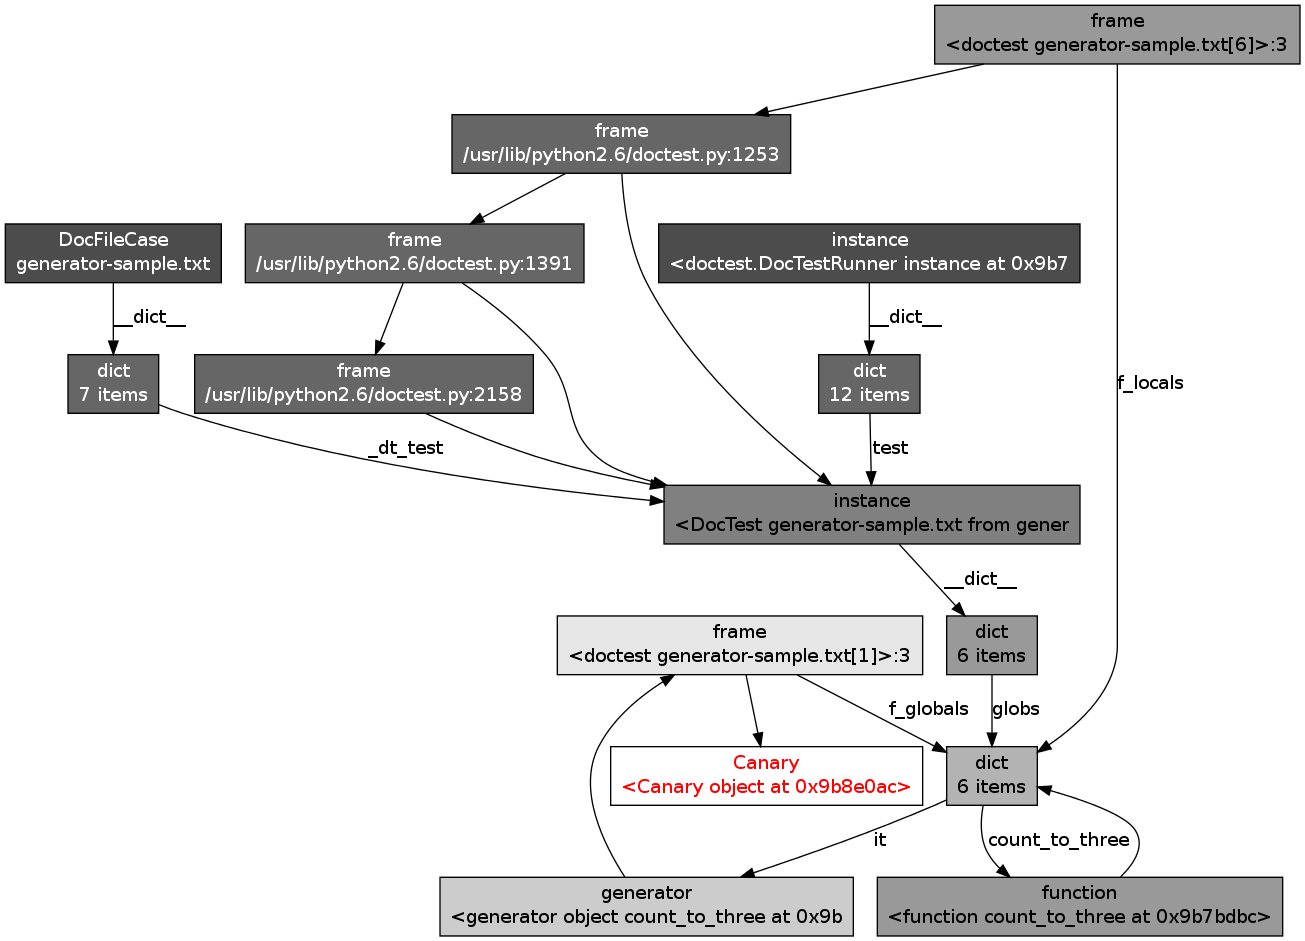 frame
<doctest generator-sample.txt[6]>:3
frame
/usr/lib/python2.6/doctest.py:1253
DocFileCase
generator-sample.txt
frame
/usr/lib/python2.6/doctest.py:1391
instance
<doctest.DocTestRunner instance at 0x9b7
__dict__
__dict__
dict
7 items
frame
/usr/lib/python2.6/doctest.py:2158
dict
12 items
f_locals
_dt_test
test
instance
<DocTest generator-sample.txt from gener
__dict__
frame
<doctest generator-sample.txt[1]>:3
dict
6 items
f_globals
globs
Canary
<Canary object at 0x9b8e0ac>
dict
6 items
it
count_to_three
generator
<generator object count_to_three at 0x9b
function
<function count_to_three at 0x9b7bdbc>